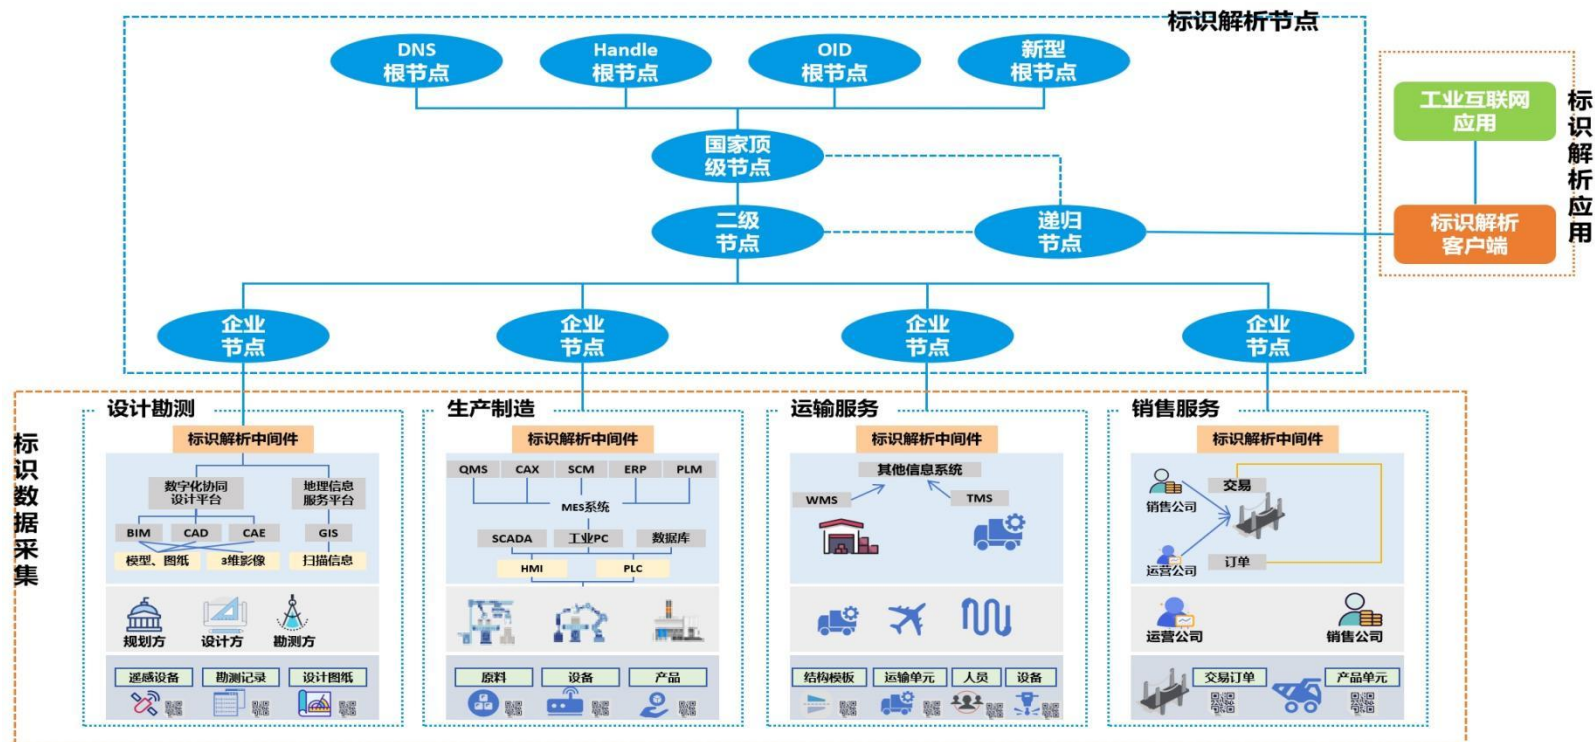 标识解析节点
DNS
根节点
Handle
根节点
OID
根节点
新型
根节点
国家顶
级节点
二级
节点
递归
节点
工业互联网
应用
标识解析
客户端
标识解析应用
企业
节点
企业
节点
企业
节点
企业
节点
标识数据采集
设计勘测
标识解析中间件
数字化协同
设计平台
地理信息
服务平台
BIM
CAD
CAE
GIS
模型、图纸
3维影像
扫描信息
规划方
设计方
勘测方
遥感设备
勘测记录
设计图纸
生产制造
标识解析中间件
QMS
CAX
SCM
ERP
PLM
MES系统
SCADA
工业PC
数据库
HMI
PLC
原料
设备
产品
运输服务
标识解析中间件
其他信息系统
WMS
TMS
结构模板
运输单元
人员
设备
销售服务
标识解析中间件
销售公司
交易
运营公司
订单
运营公司
销售公司
交易订单
产品单元